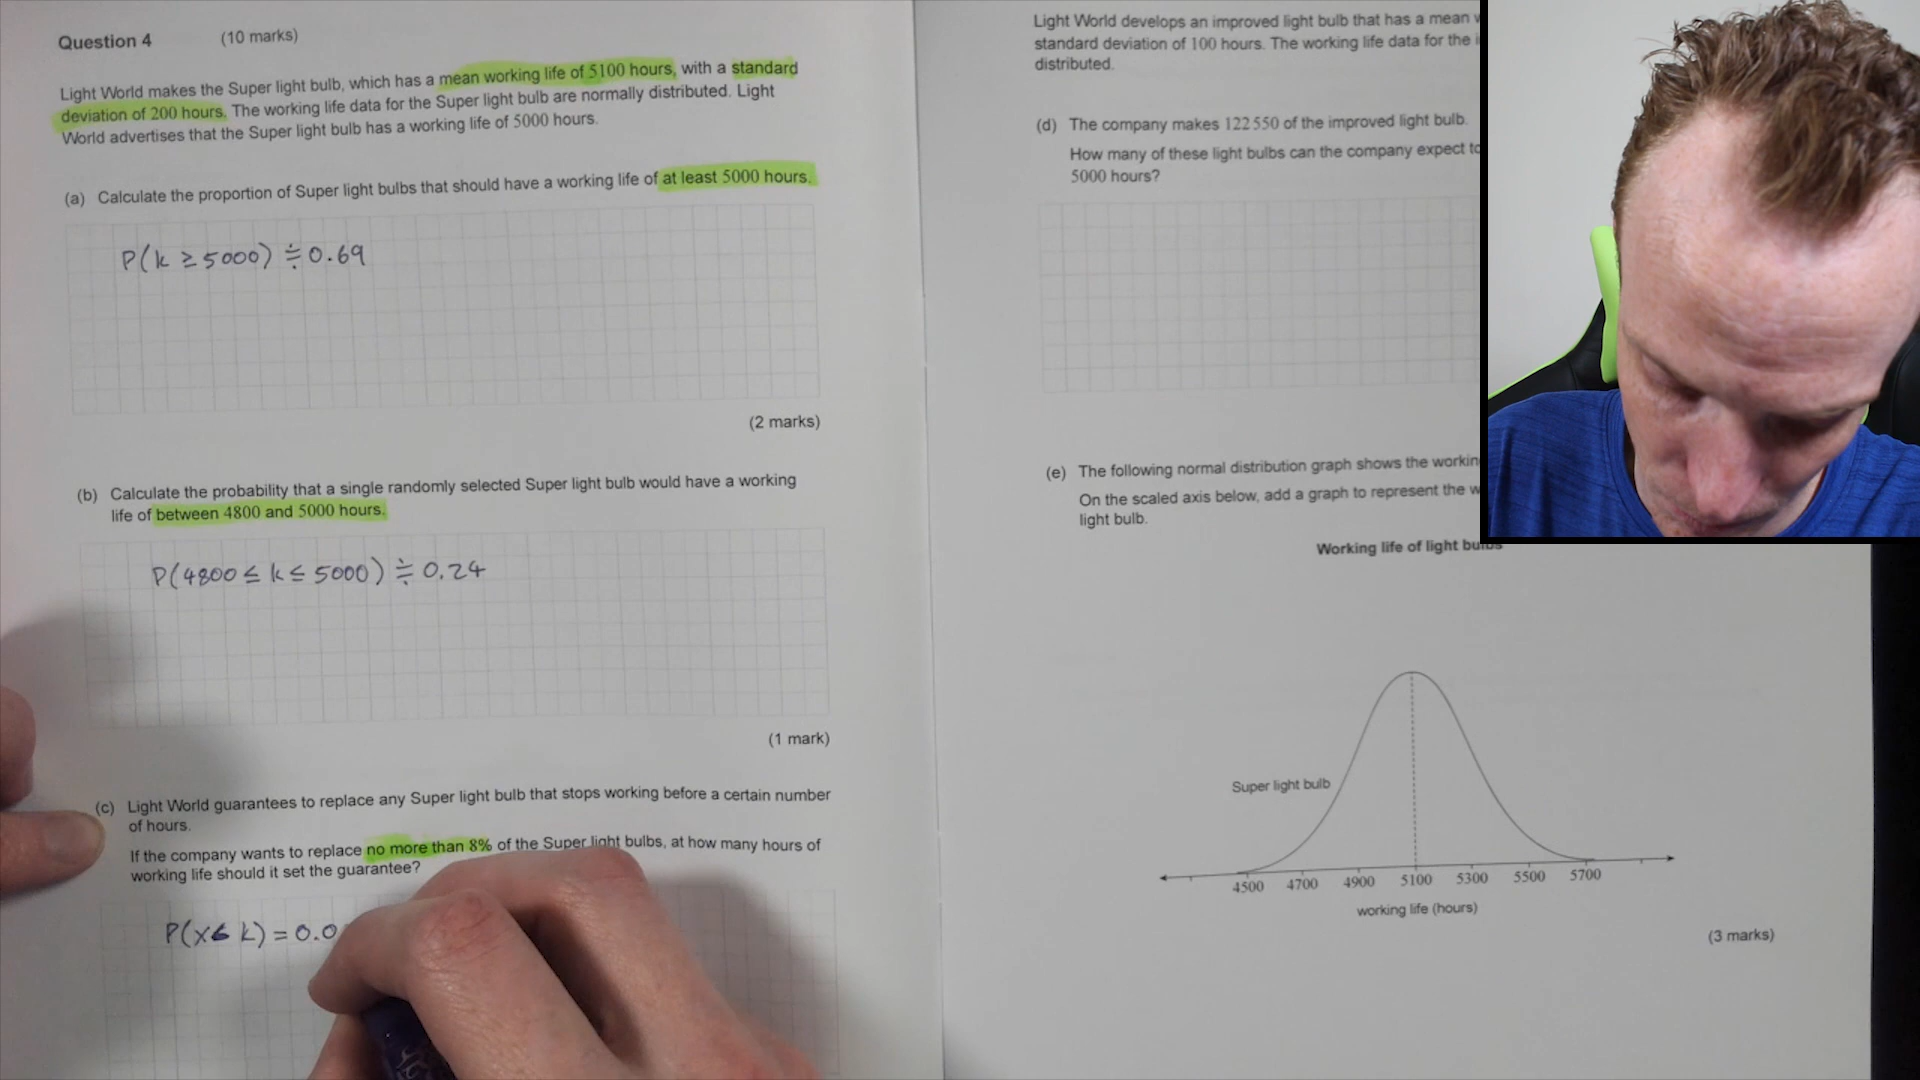 Question 4 (10 marks)
Light World makes the Super light bulb, which has a mean working life of 5100 hours, with a standard
deviation of 200 hours. The working life data for the Super light bulb are normally distributed. Light
World advertises that the Super light bulb has a working life of 5000 hours.
(a) Calculate the proportion of Super light bulbs that should have a working life of at least 5000 hours.
P(k ≥ 5000) ≑ 0.69
(2 marks)
(b) Calculate the probability that a single randomly selected Super light bulb would have a working
life of between 4800 and 5000 hours.
P(4800 ≤ k ≤ 5000) ≑ 0.24
(1 mark)
(c) Light World guarantees to replace any Super light bulb that stops working before a certain number
of hours.
If the company wants to replace no more than 8% of the Super light bulbs, at how many hours of
working life should it set the guarantee?
P(x≤ k) = 0.0
Light World develops an improved light bulb that has a mean
standard deviation of 100 hours. The working life data for the
distributed.
(d) The company makes 122 550 of the improved light bulb.
How many of these light bulbs can the company expect
5000 hours?
(e) The following normal distribution graph shows the
On the scaled axis below, add a graph to represent the
light bulb.
Working life of light bulbs
Super light bulb
4500 4700 4900 5100 5300 5500 5700
working life (hours)
(3 marks)